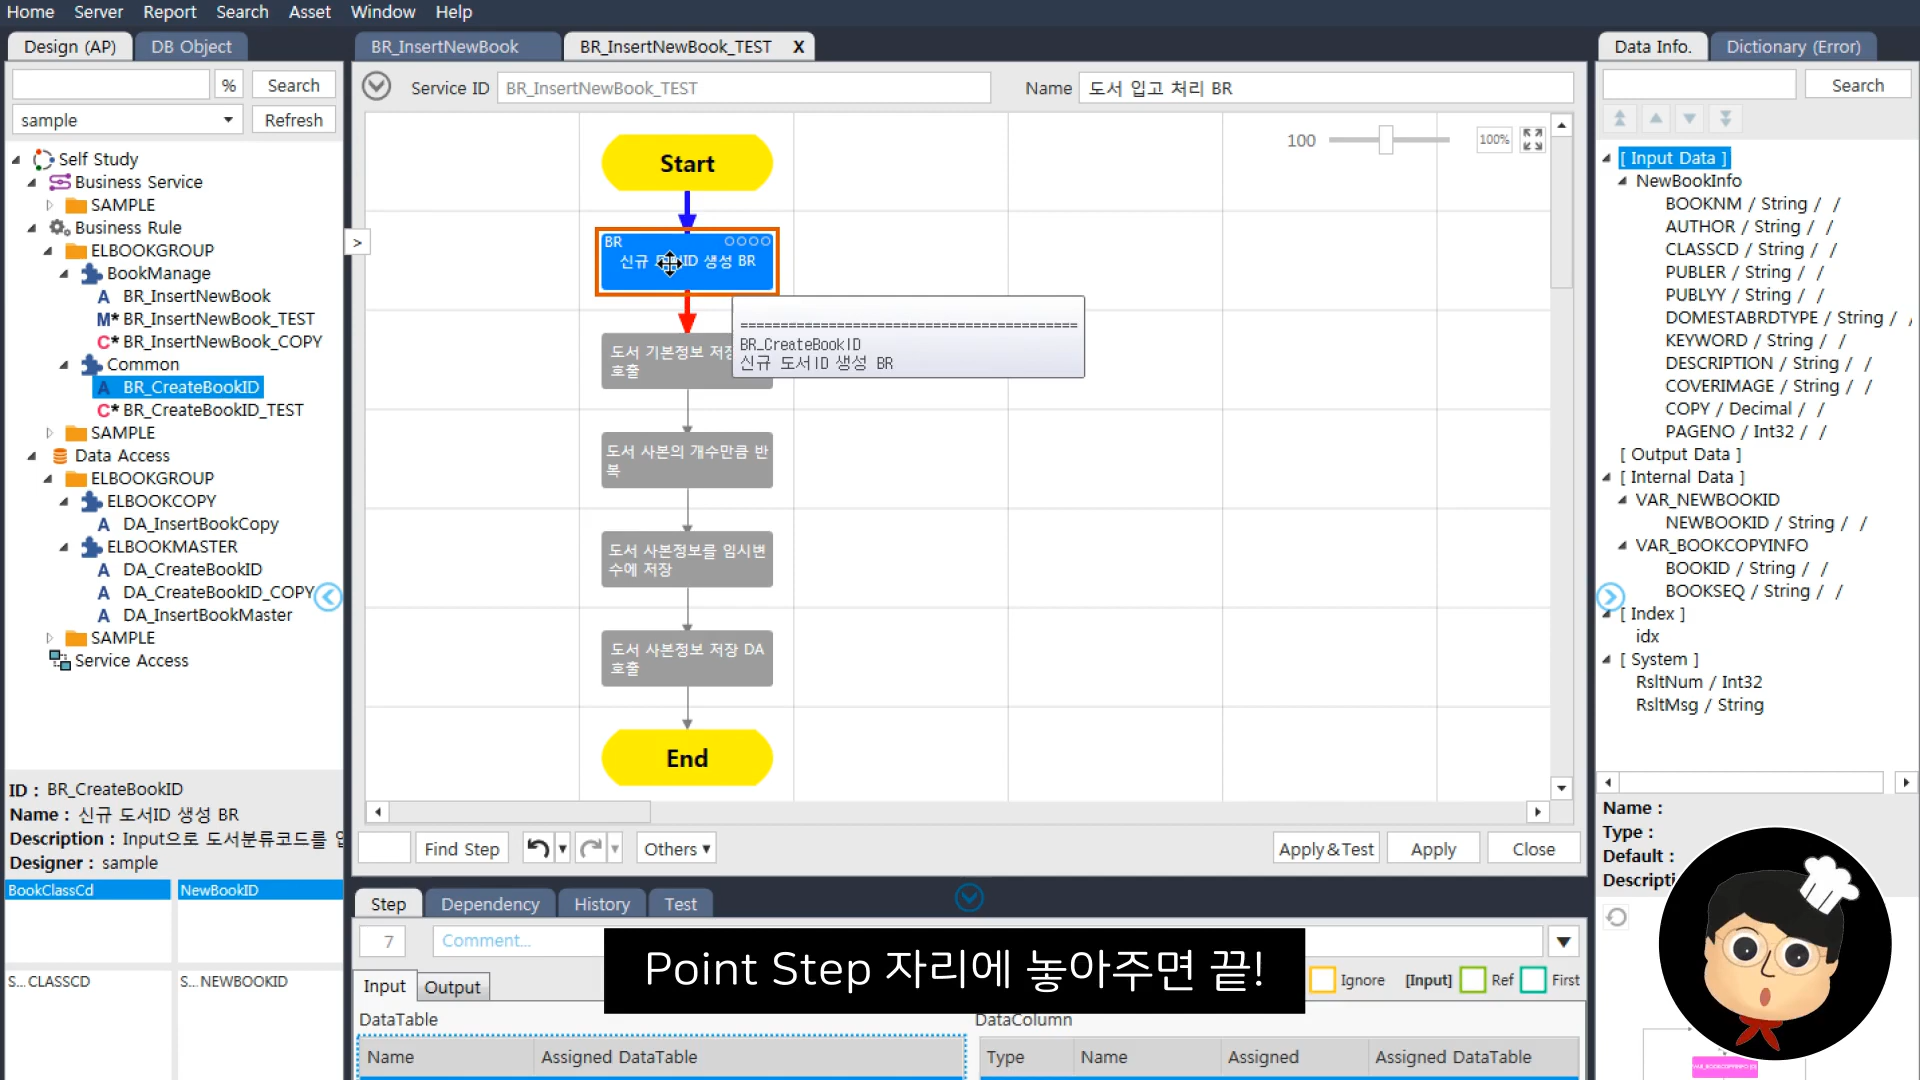 Home Server Report Search Asset Window Help
Design (AP) DB Object
% Search
sample Refresh
Self Study
Business Service
SAMPLE
Business Rule
ELBOOKGROUP
BookManage
A BR_InsertNewBook
M* BR_InsertNewBook_TEST
C* BR_InsertNewBook_COPY
Common
A BR_CreateBookID
C* BR_CreateBookID_TEST
SAMPLE
Data Access
ELBOOKGROUP
ELBOOKCOPY
A DA_InsertBookCopy
ELBOOKMASTER
A DA_CreateBookID
A DA_CreateBookID_COPY
A DA_InsertBookMaster
SAMPLE
Service Access
ID : BR_CreateBookID
Name : 신규 도서ID 생성 BR
Description : Input으로 도서분류코드를
Designer : sample
BookClassCd NewBookID
S... CLASSCD S... NEWBOOKID
BR_InsertNewBook BR_InsertNewBook_TEST X
Service ID BR_InsertNewBook_TEST Name 도서 입고 처리 BR
100 100%
Start
BR
신규 ID 생성 BR
========================================
BR_CreateBookID
신규 도서ID 생성 BR
도서 기본정보 저장
호출
도서 사본의 개수만큼 반
복
도서 사본정보를 임시변
수에 저장
도서 사본정보 저장 DA
호출
End
Find Step Others Apply&Test Apply Close
Step Dependency History Test
7 Comment...
Point Step 자리에 놓아주면 끝!
Input Output Ignore [Input] Ref First
DataTable DataColumn
Name Assigned DataTable Type Name Assigned Assigned DataTable
Data Info. Dictionary (Error)
Search
[ Input Data ]
NewBookInfo
BOOKNM / String / /
AUTHOR / String / /
CLASSCD / String / /
PUBLER / String / /
PUBLYY / String / /
DOMESTABRDTYPE / String / /
KEYWORD / String / /
DESCRIPTION / String / /
COVERIMAGE / String / /
COPY / Decimal / /
PAGENO / Int32 / /
[ Output Data ]
[ Internal Data ]
VAR_NEWBOOKID
NEWBOOKID / String / /
VAR_BOOKCOPYINFO
BOOKID / String / /
BOOKSEQ / String / /
[ Index ]
idx
[ System ]
RsltNum / Int32
RsltMsg / String
Name :
Type :
Default :
Descripti